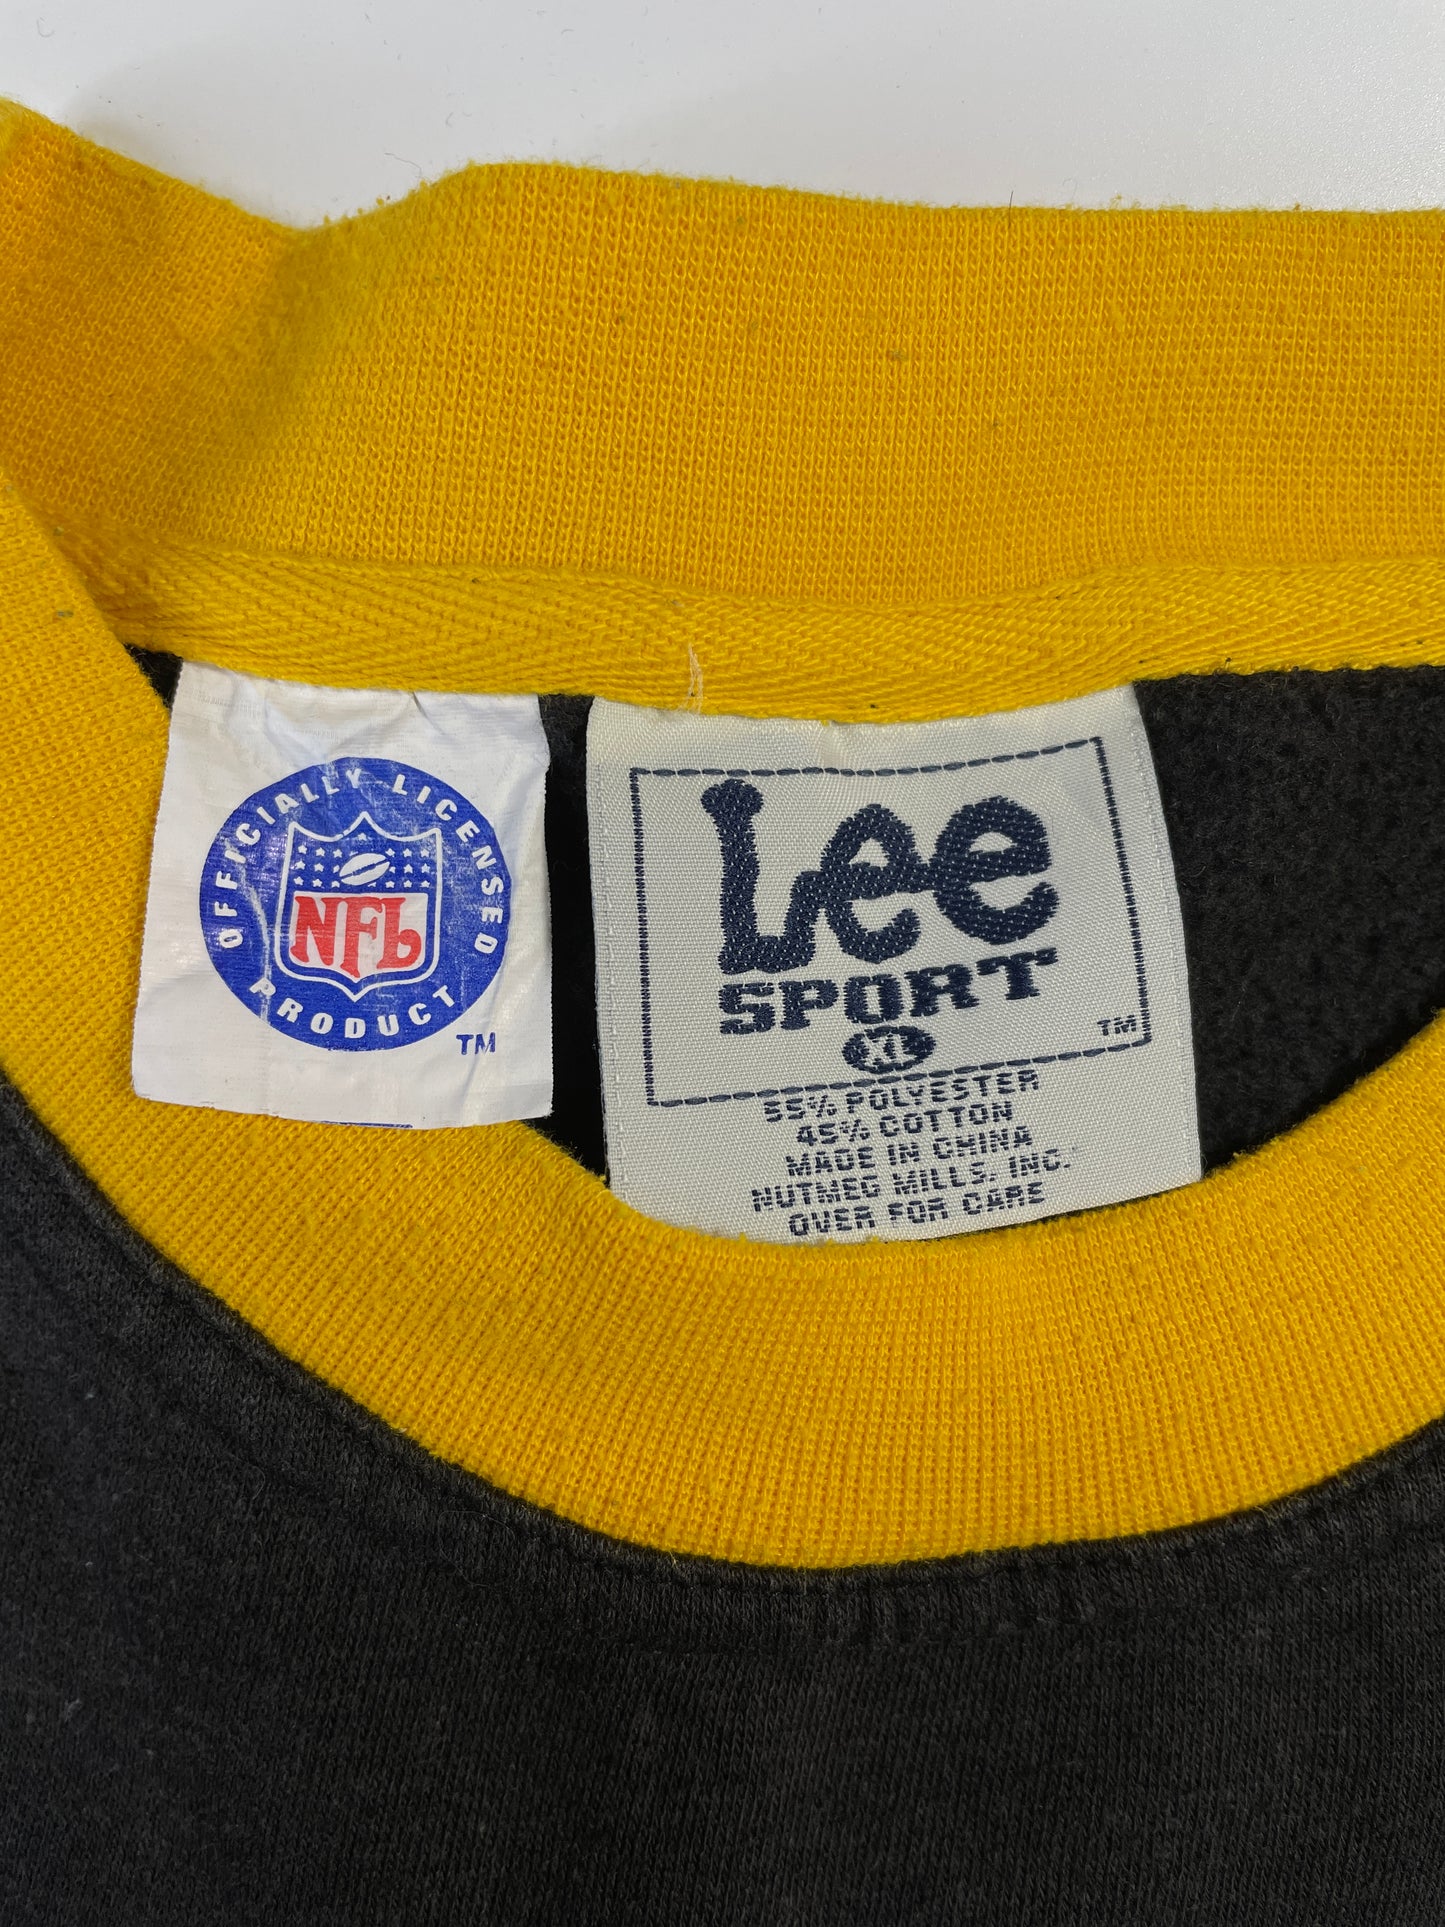 OFFICIALLY LICENSED
NFL
PRODUCT
TM
Lee
SPORT
XL
TM
55% POLYESTER
45% COTTON
MADE IN CHINA
NUTMEG MILLS, INC.
OVER FOR CARE